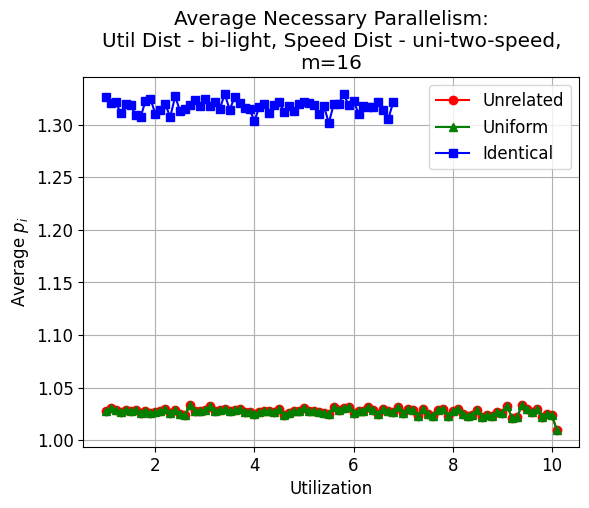 Average Necessary Parallelism:
Util Dist - bi-light, Speed Dist - uni-two-speed,
m=16
Unrelated
Uniform
Identical
1.30
1.25
1.20
1.15
1.10
1.05
1.00
Average p_i
2 4 6 8 10
Utilization